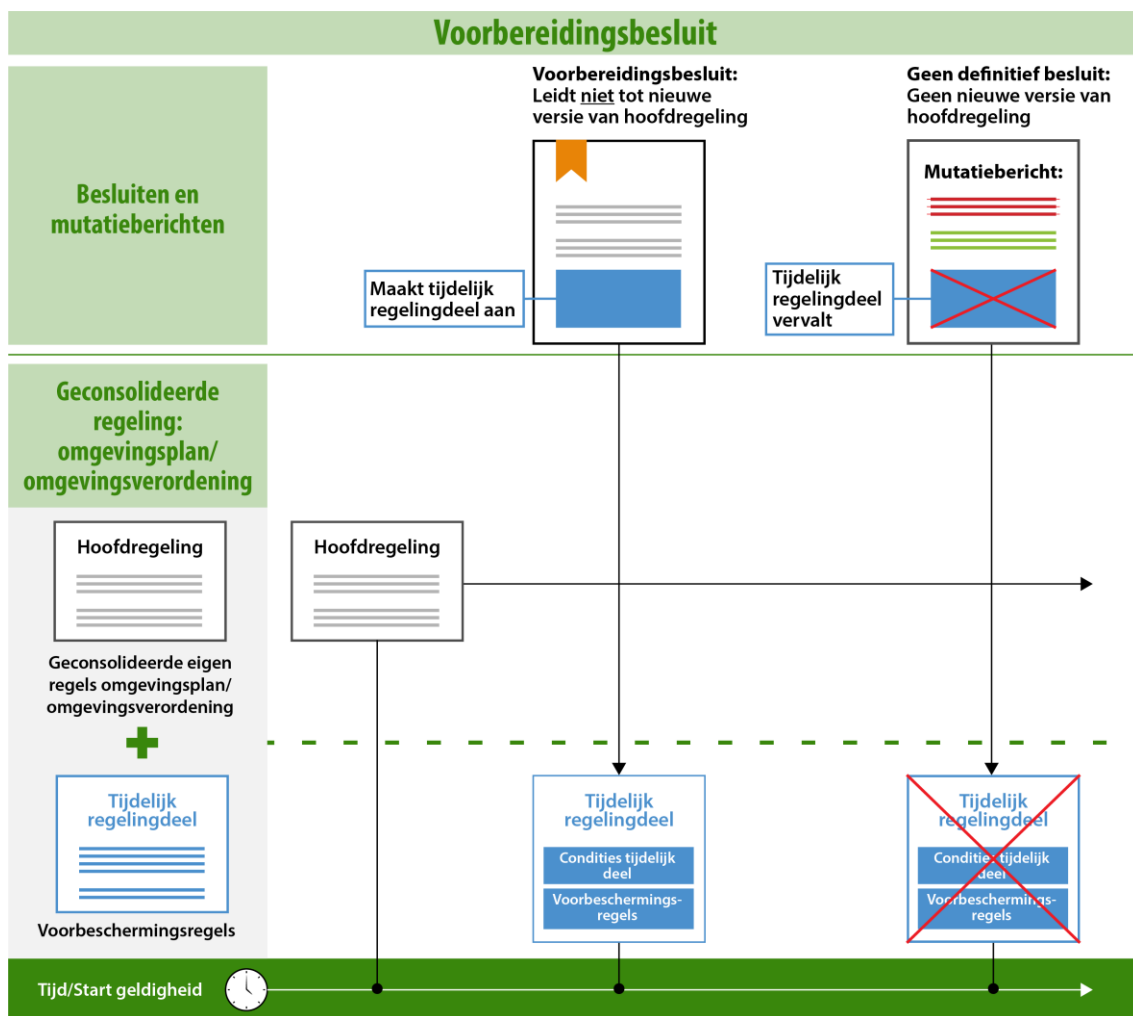 Voorbereidingsbesluit
Besluiten en
mutatieberichten
Voorbereidingsbesluit:
Leidt niet tot nieuwe
versie van hoofdregeling
Maakt tijdelijk
regelingdeel aan
Geen definitief besluit:
Geen nieuwe versie van
hoofdregeling
Mutatiebericht:
Tijdelijk
regelingdeel
vervalt
Geconsolideerde
regeling:
omgevingsplan/
omgevingsverordening
Hoofdregeling
Geconsolideerde eigen
regels omgevingsplan/
omgevingsverordening
Hoofdregeling
Tijdelijk
regelingdeel
Voorbeschermingsregels
Tijdelijk
regelingdeel
Condities tijdelijk
deel
Voorbeschermings-
regels
Tijdelijk
regelingdeel
Condities tijdelijk
deel
Voorbeschermings-
regels
Tijd/Start geldigheid